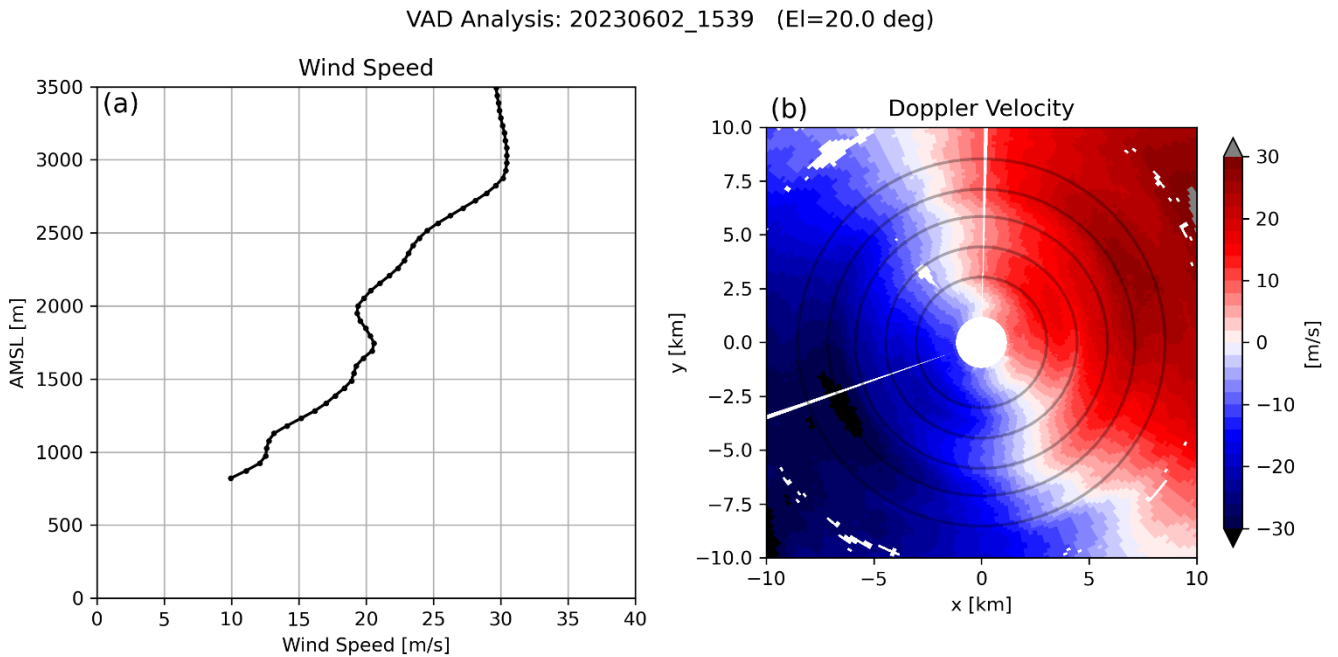 VAD Analysis: 20230602_1539 (El=20.0 deg)
Wind Speed
(a)
3500
3000
2500
2000
1500
1000
500
0
AMSL [m]
0 5 10 15 20 25 30 35 40
Wind Speed [m/s]
(b)
Doppler Velocity
10.0
7.5
5.0
2.5
0.0
−2.5
−5.0
−7.5
−10.0
y [km]
−10 −5 0 5 10
x [km]
30
20
10
0
−10
−20
−30
[m/s]